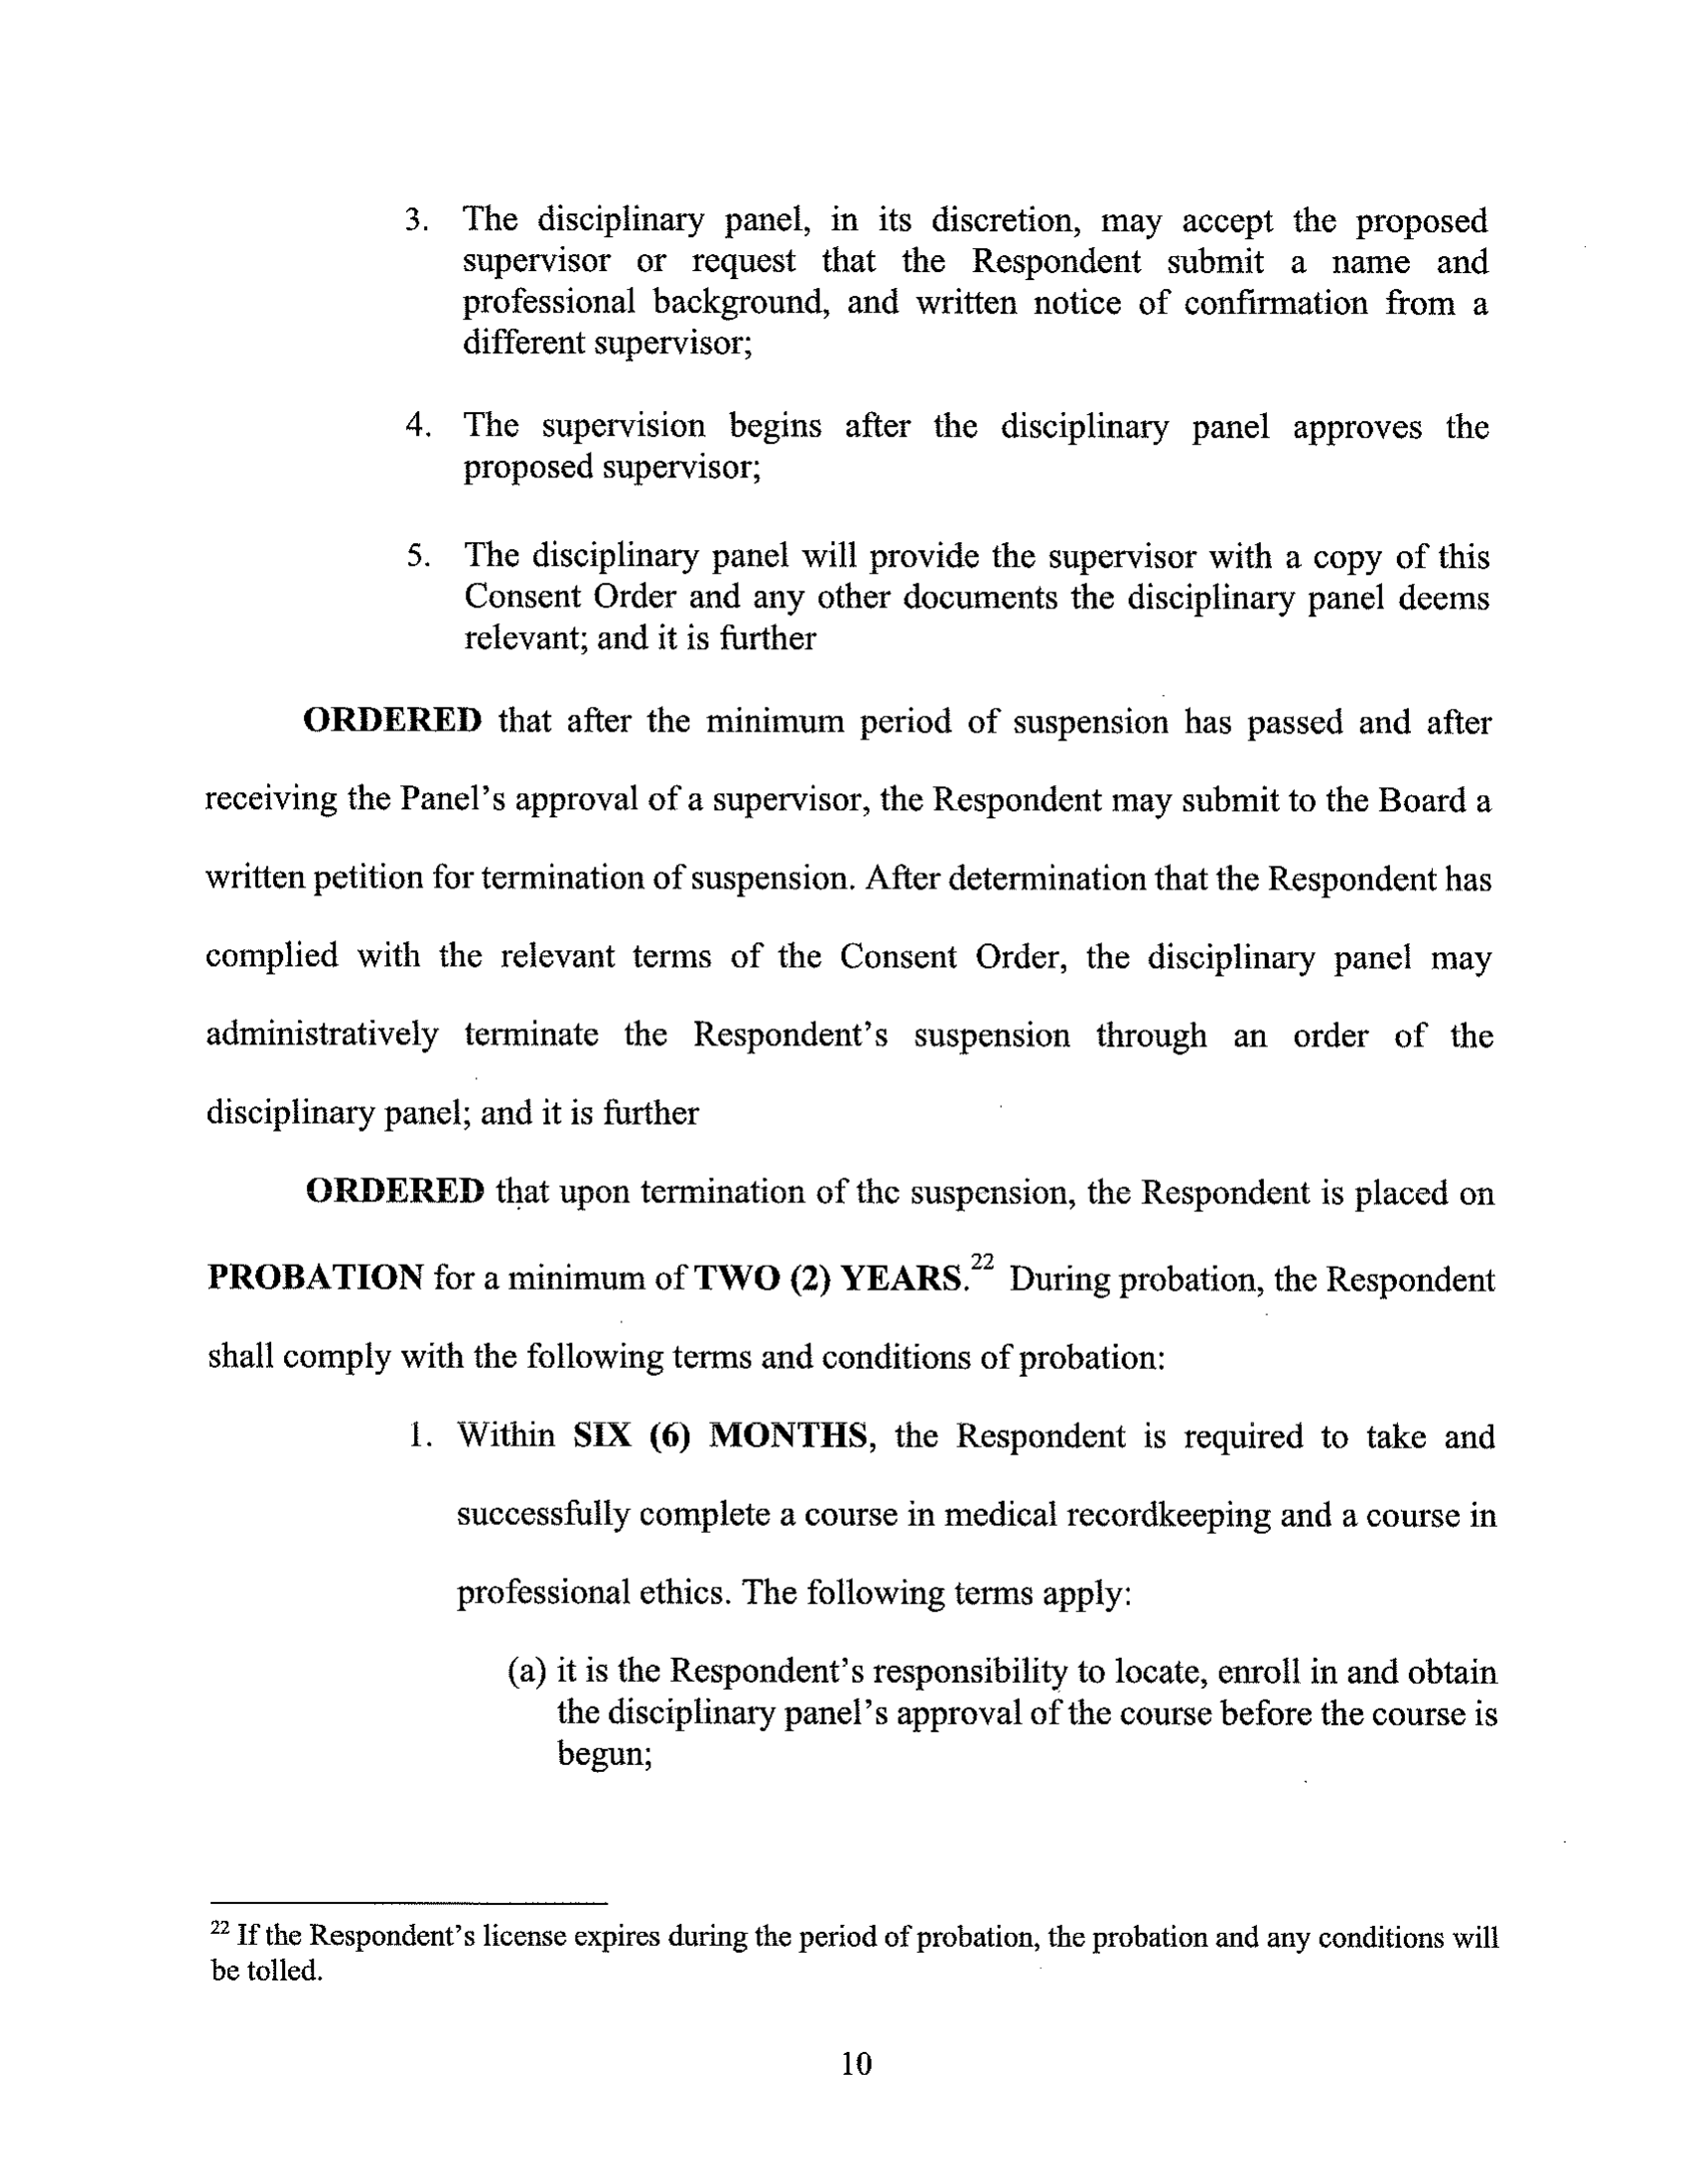 3. The disciplinary panel, in its discretion, may accept the proposed
supervisor or request that the Respondent submit a name and
professional background, and written notice of confirmation from a
different supervisor;
4. The supervision begins after the disciplinary panel approves the
proposed supervisor;
5. The disciplinary panel will provide the supervisor with a copy of this
Consent Order and any other documents the disciplinary panel deems
relevant; and it is further
ORDERED that after the minimum period of suspension has passed and after
receiving the Panel's approval of a supervisor, the Respondent may submit to the Board a
written petition for termination of suspension. After determination that the Respondent has
complied with the relevant terms of the Consent Order, the disciplinary panel may
administratively terminate the Respondent's suspension through an order of the
disciplinary panel; and it is further
ORDERED that upon termination of the suspension, the Respondent is placed on
PROBATION for a minimum of TWO (2) YEARS.22 During probation, the Respondent
shall comply with the following terms and conditions of probation:
1. Within SIX (6) MONTHS, the Respondent is required to take and
successfully complete a course in medical recordkeeping and a course in
professional ethics. The following terms apply:
(a) it is the Respondent's responsibility to locate, enroll in and obtain
the disciplinary panel's approval of the course before the course is
begun;
22 If the Respondent's license expires during the period of probation, the probation and any conditions will
be tolled.
10